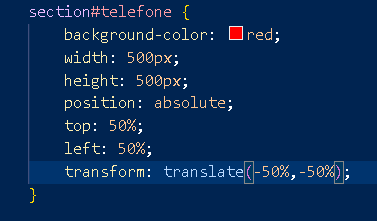 section#telefone {
background-color: red;
width: 500px;
height: 500px;
position: absolute;
top: 50%;
left: 50%;
transform: translate(-50%,-50%);
}